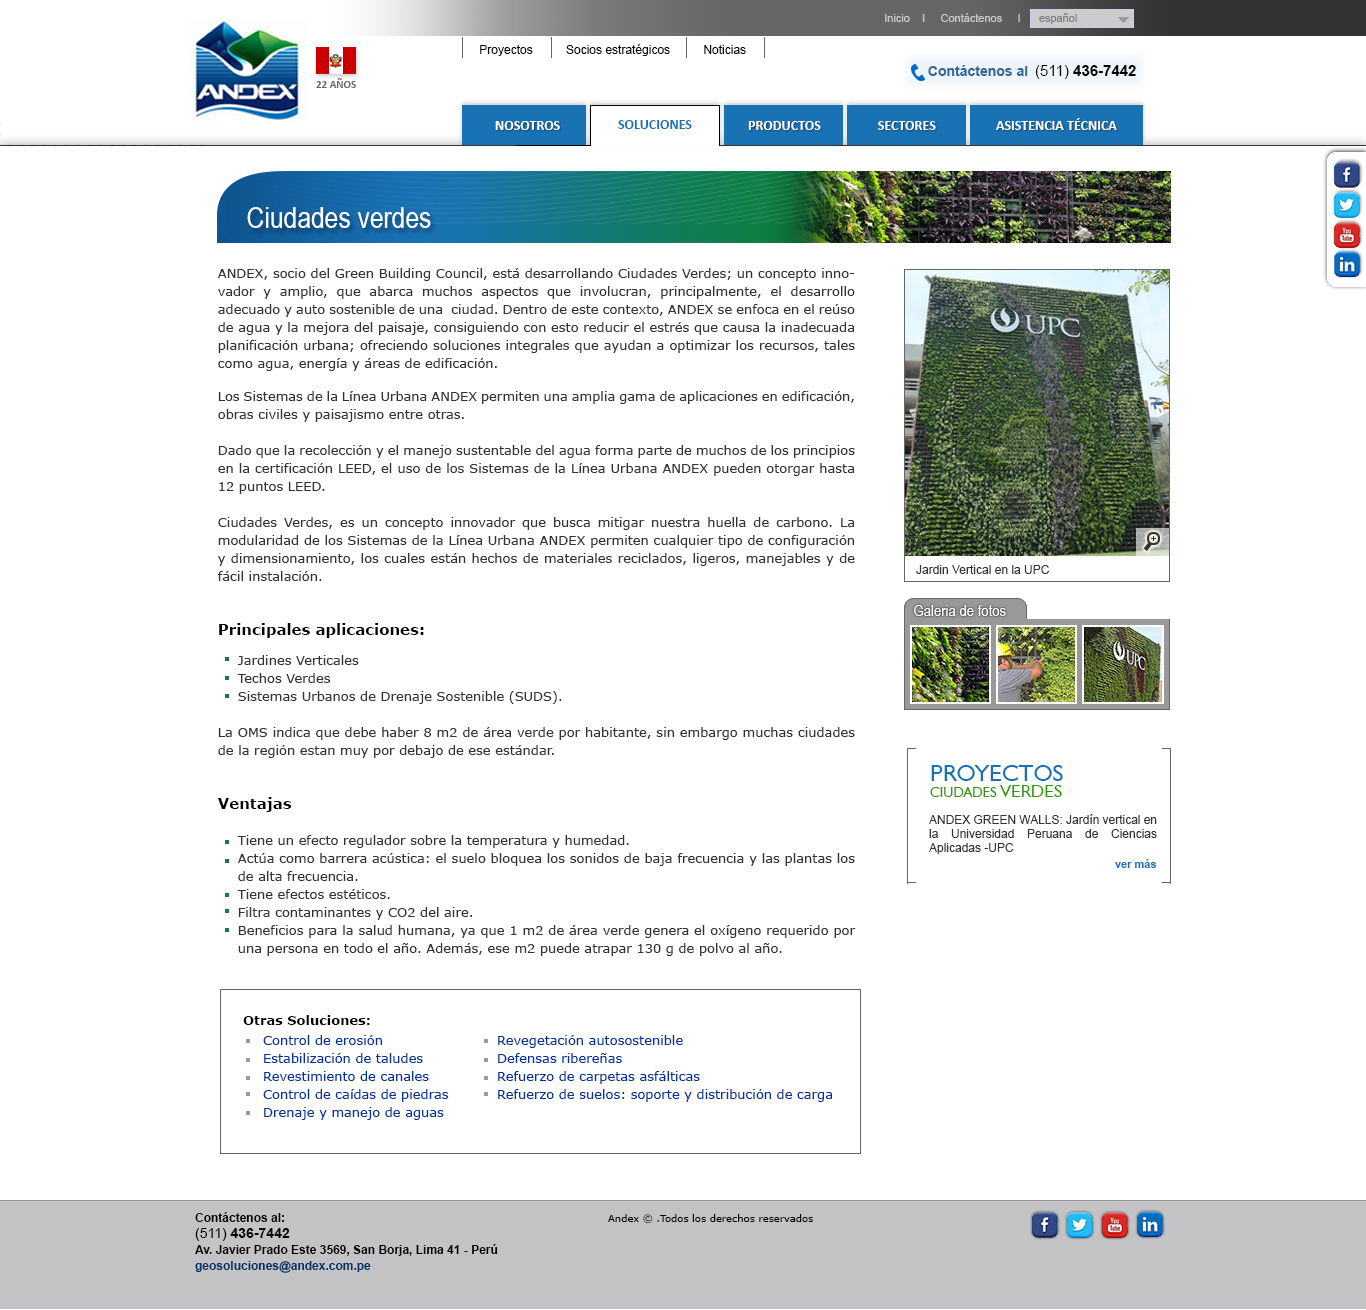 Inicio I Contáctenos I español
ANDEX
22 AÑOS
Proyectos Socios estratégicos Noticias
Contáctenos al (511) 436-7442
NOSOTROS SOLUCIONES PRODUCTOS SECTORES ASISTENCIA TÉCNICA
Ciudades verdes
ANDEX, socio del Green Building Council, está desarrollando Ciudades Verdes; un concepto inno-
vador y amplio, que abarca muchos aspectos que involucran, principalmente, el desarrollo
adecuado y auto sostenible de una ciudad. Dentro de este contexto, ANDEX se enfoca en el reúso
de agua y la mejora del paisaje, consiguiendo con esto reducir el estrés que causa la inadecuada
planificación urbana; ofreciendo soluciones integrales que ayudan a optimizar los recursos, tales
como agua, energía y áreas de edificación.
Los Sistemas de la Línea Urbana ANDEX permiten una amplia gama de aplicaciones en edificación,
obras civiles y paisajismo entre otras.
Dado que la recolección y el manejo sustentable del agua forma parte de muchos de los principios
en la certificación LEED, el uso de los Sistemas de la Línea Urbana ANDEX pueden otorgar hasta
12 puntos LEED.
Ciudades Verdes, es un concepto innovador que busca mitigar nuestra huella de carbono. La
modularidad de los Sistemas de la Línea Urbana ANDEX permiten cualquier tipo de configuración
y dimensionamiento, los cuales están hechos de materiales reciclados, ligeros, manejables y de
fácil instalación.
Principales aplicaciones:
Jardines Verticales
Techos Verdes
Sistemas Urbanos de Drenaje Sostenible (SUDS).
La OMS indica que debe haber 8 m2 de área verde por habitante, sin embargo muchas ciudades
de la región estan muy por debajo de ese estándar.
Ventajas
Tiene un efecto regulador sobre la temperatura y humedad.
Actúa como barrera acústica: el suelo bloquea los sonidos de baja frecuencia y las plantas los
de alta frecuencia.
Tiene efectos estéticos.
Filtra contaminantes y CO2 del aire.
Beneficios para la salud humana, ya que 1 m2 de área verde genera el oxígeno requerido por
una persona en todo el año. Además, ese m2 puede atrapar 130 g de polvo al año.
UPC
Jardin Vertical en la UPC
Galeria de fotos
UPC
PROYECTOS
CIUDADES VERDES
ANDEX GREEN WALLS: Jardín vertical en
la Universidad Peruana de Ciencias
Aplicadas -UPC
ver más
Otras Soluciones:
Control de erosión
Estabilización de taludes
Revestimiento de canales
Control de caídas de piedras
Drenaje y manejo de aguas
Revegetación autosostenible
Defensas ribereñas
Refuerzo de carpetas asfálticas
Refuerzo de suelos: soporte y distribución de carga
Contáctenos al:
(511) 436-7442
Av. Javier Prado Este 3569, San Borja, Lima 41 - Perú
geosoluciones@andex.com.pe
Andex © .Todos los derechos reservados
f You Tube in
f You Tube in